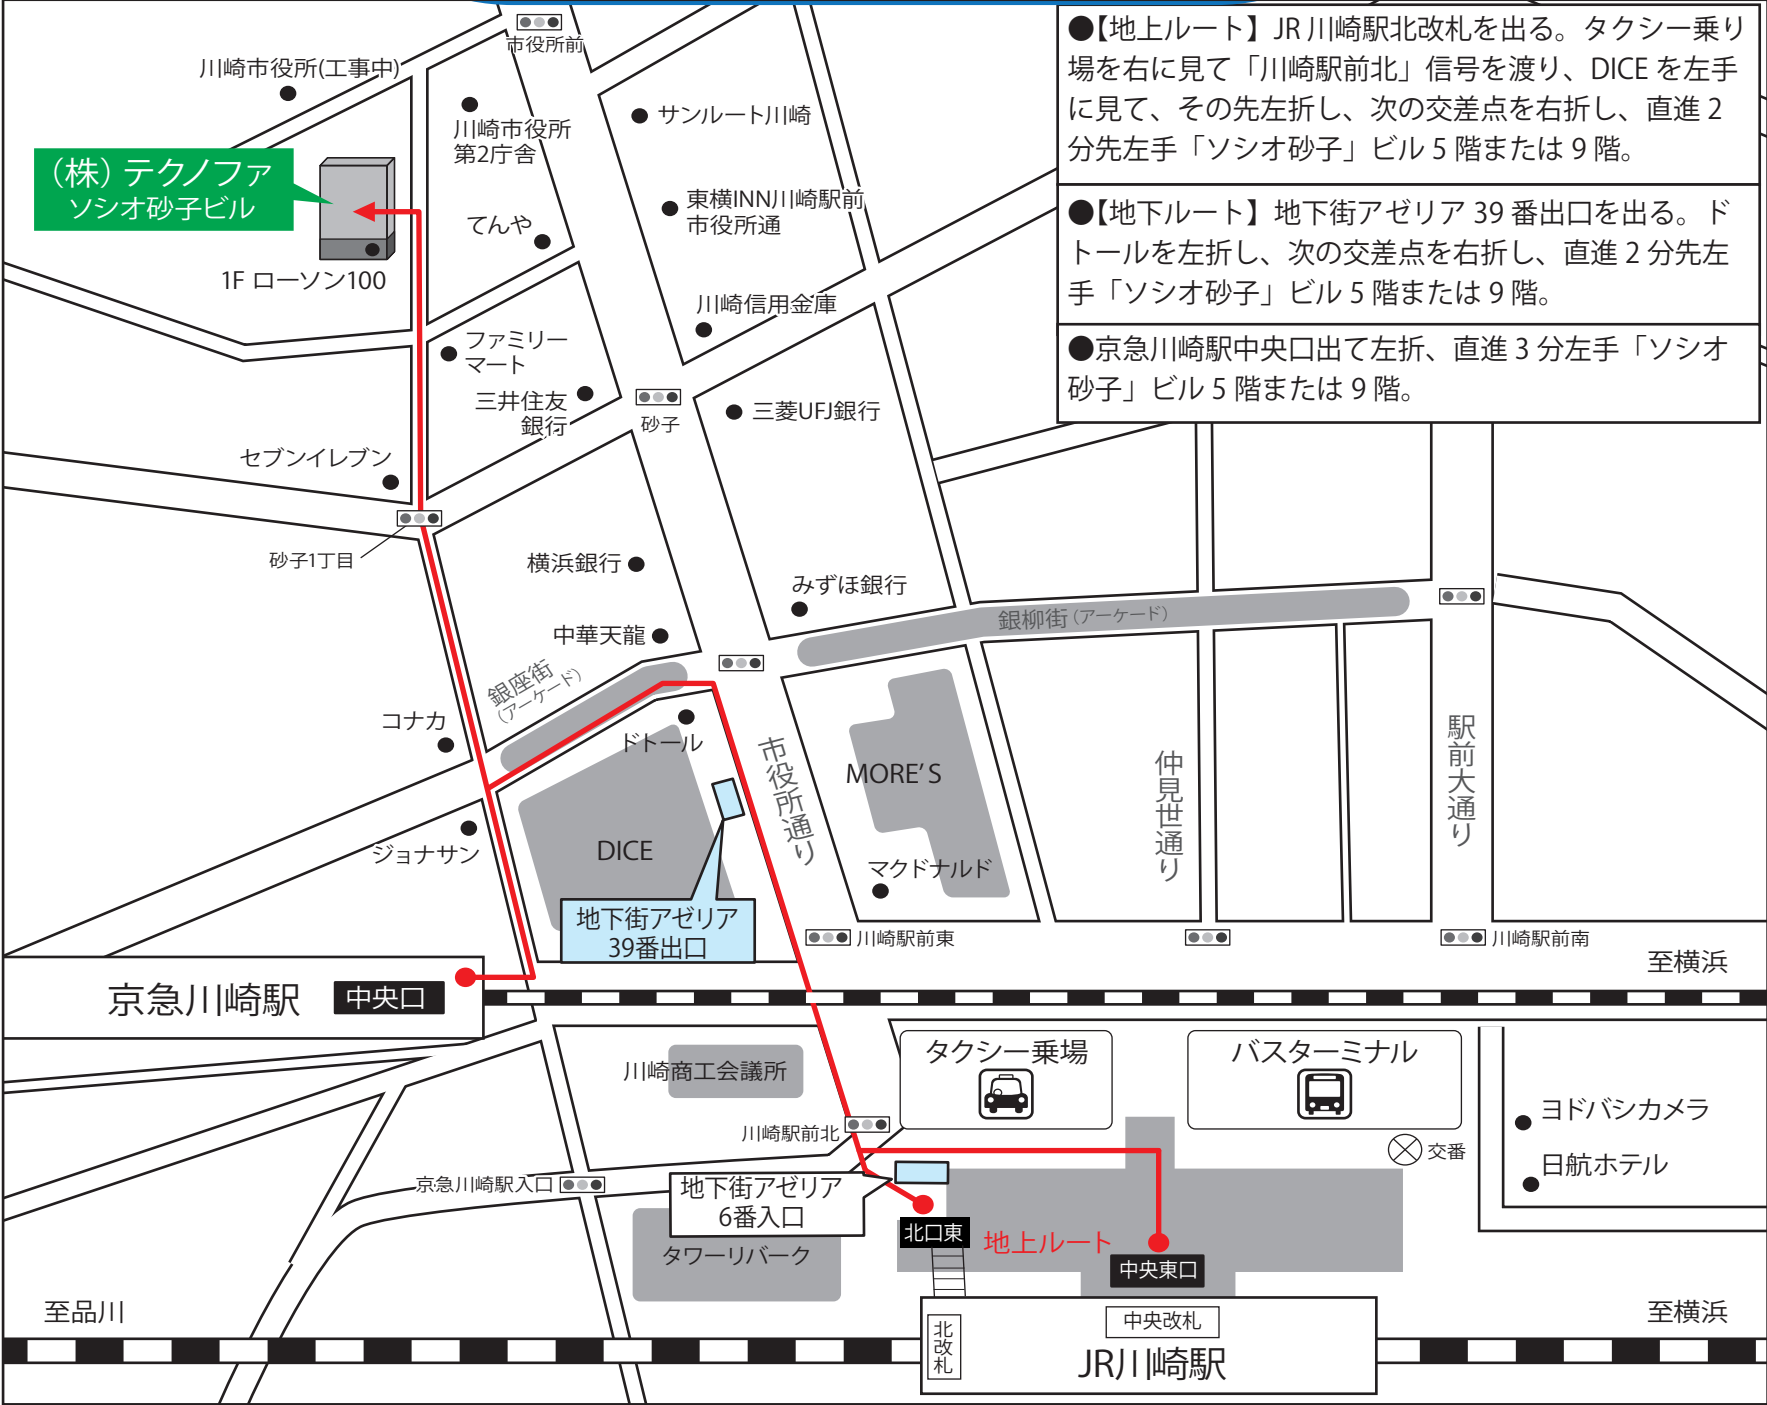 ●【地上ルート】JR 川崎駅北改札を出る。タクシー乗り
場を右に見て「川崎駅前北」信号を渡り、DICE を左手
に見て、その先左折し、次の交差点を右折し、直進 2
分先左手「ソシオ砂子」ビル 5 階または 9 階。
●【地下ルート】地下街アゼリア 39 番出口を出る。ド
トールを左折し、次の交差点を右折し、直進 2 分先左
手「ソシオ砂子」ビル 5 階または 9 階。
●京急川崎駅中央口出て左折、直進 3 分左手「ソシオ
砂子」ビル 5 階または 9 階。
市役所前
川崎市役所(工事中)
川崎市役所
第2庁舎
サンルート川崎
(株) テクノファ
ソシオ砂子ビル
東横INN川崎駅前
市役所通
てんや
1F ローソン100
川崎信用金庫
ファミリー
マート
三井住友
銀行
砂子
三菱UFJ銀行
セブンイレブン
砂子1丁目
横浜銀行
みずほ銀行
中華天龍
銀柳街(アーケード)
銀座街
(アーケード)
コナカ
ドトール
市役所通り
MORE'S
仲見世通り
駅前大通り
ジョナサン
DICE
マクドナルド
地下街アゼリア
39番出口
川崎駅前東
川崎駅前南
至横浜
京急川崎駅
中央口
川崎商工会議所
タクシー乗場
バスターミナル
ヨドバシカメラ
川崎駅前北
交番
日航ホテル
京急川崎駅入口
地下街アゼリア
6番入口
北口東
地上ルート
タワーリバーク
中央東口
至品川
至横浜
北改札
中央改札
JR川崎駅